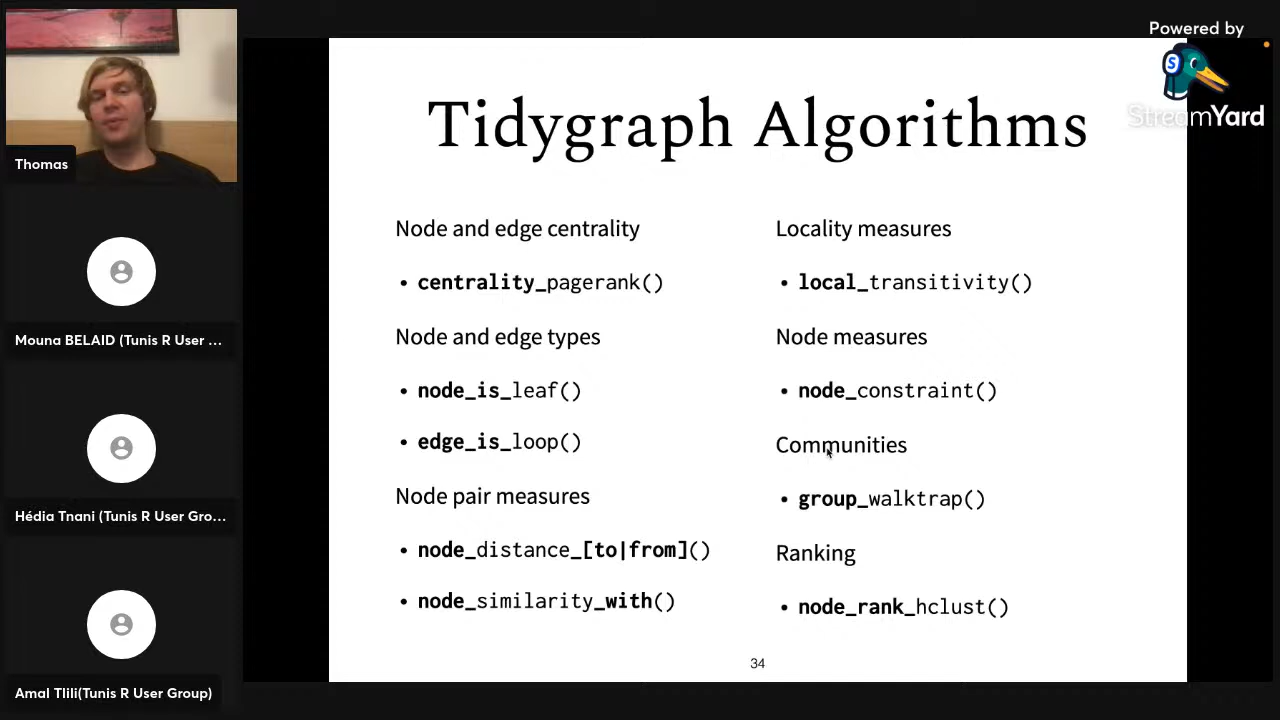 Powered by
StreamYard
Thomas
Mouna BELAID (Tunis R User ...
Hédia Tnani (Tunis R User Gro...
Amal Tlili(Tunis R User Group)
Tidygraph Algorithms
Node and edge centrality
• centrality_pagerank()
Node and edge types
• node_is_leaf()
• edge_is_loop()
Node pair measures
• node_distance_[to|from]()
• node_similarity_with()
Locality measures
• local_transitivity()
Node measures
• node_constraint()
Communities
• group_walktrap()
Ranking
• node_rank_hclust()
34